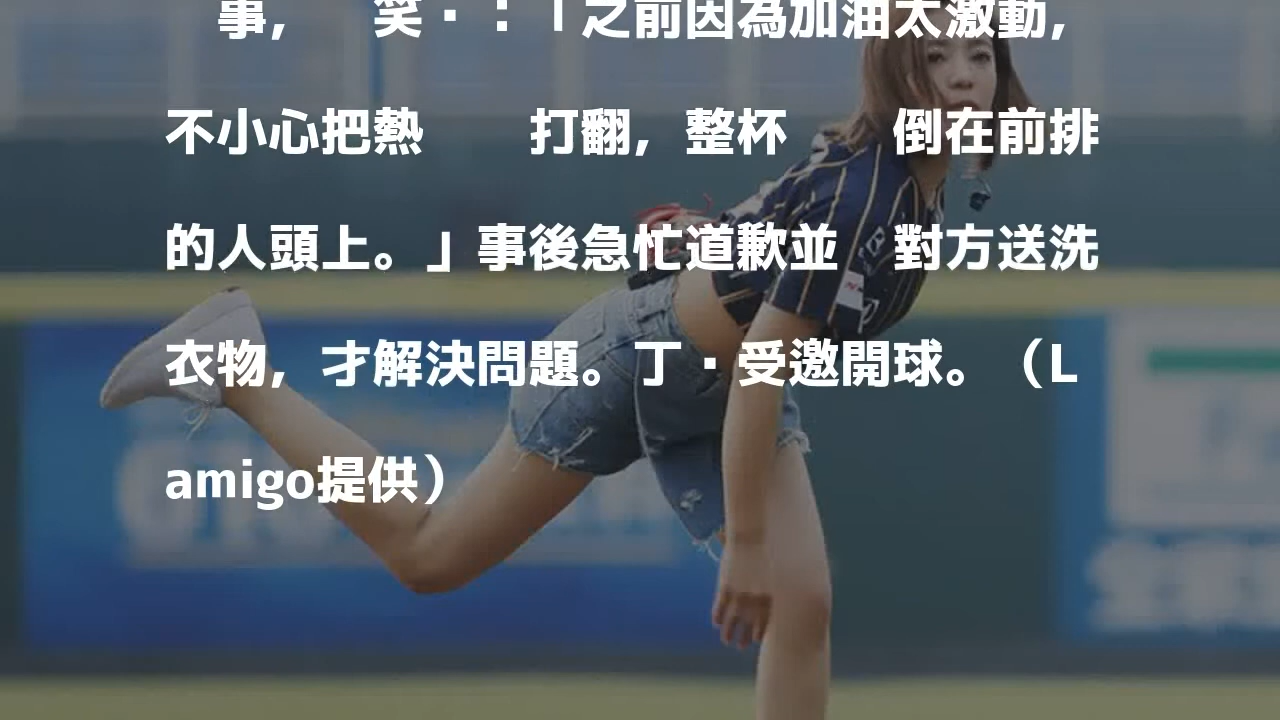 事,　笑·：「之前因為加油太激動,
不小心把熱　　打翻,整杯　　倒在前排
的人頭上。」事後急忙道歉並　對方送洗
衣物,才解決問題。丁·受邀開球。（L
amigo提供）